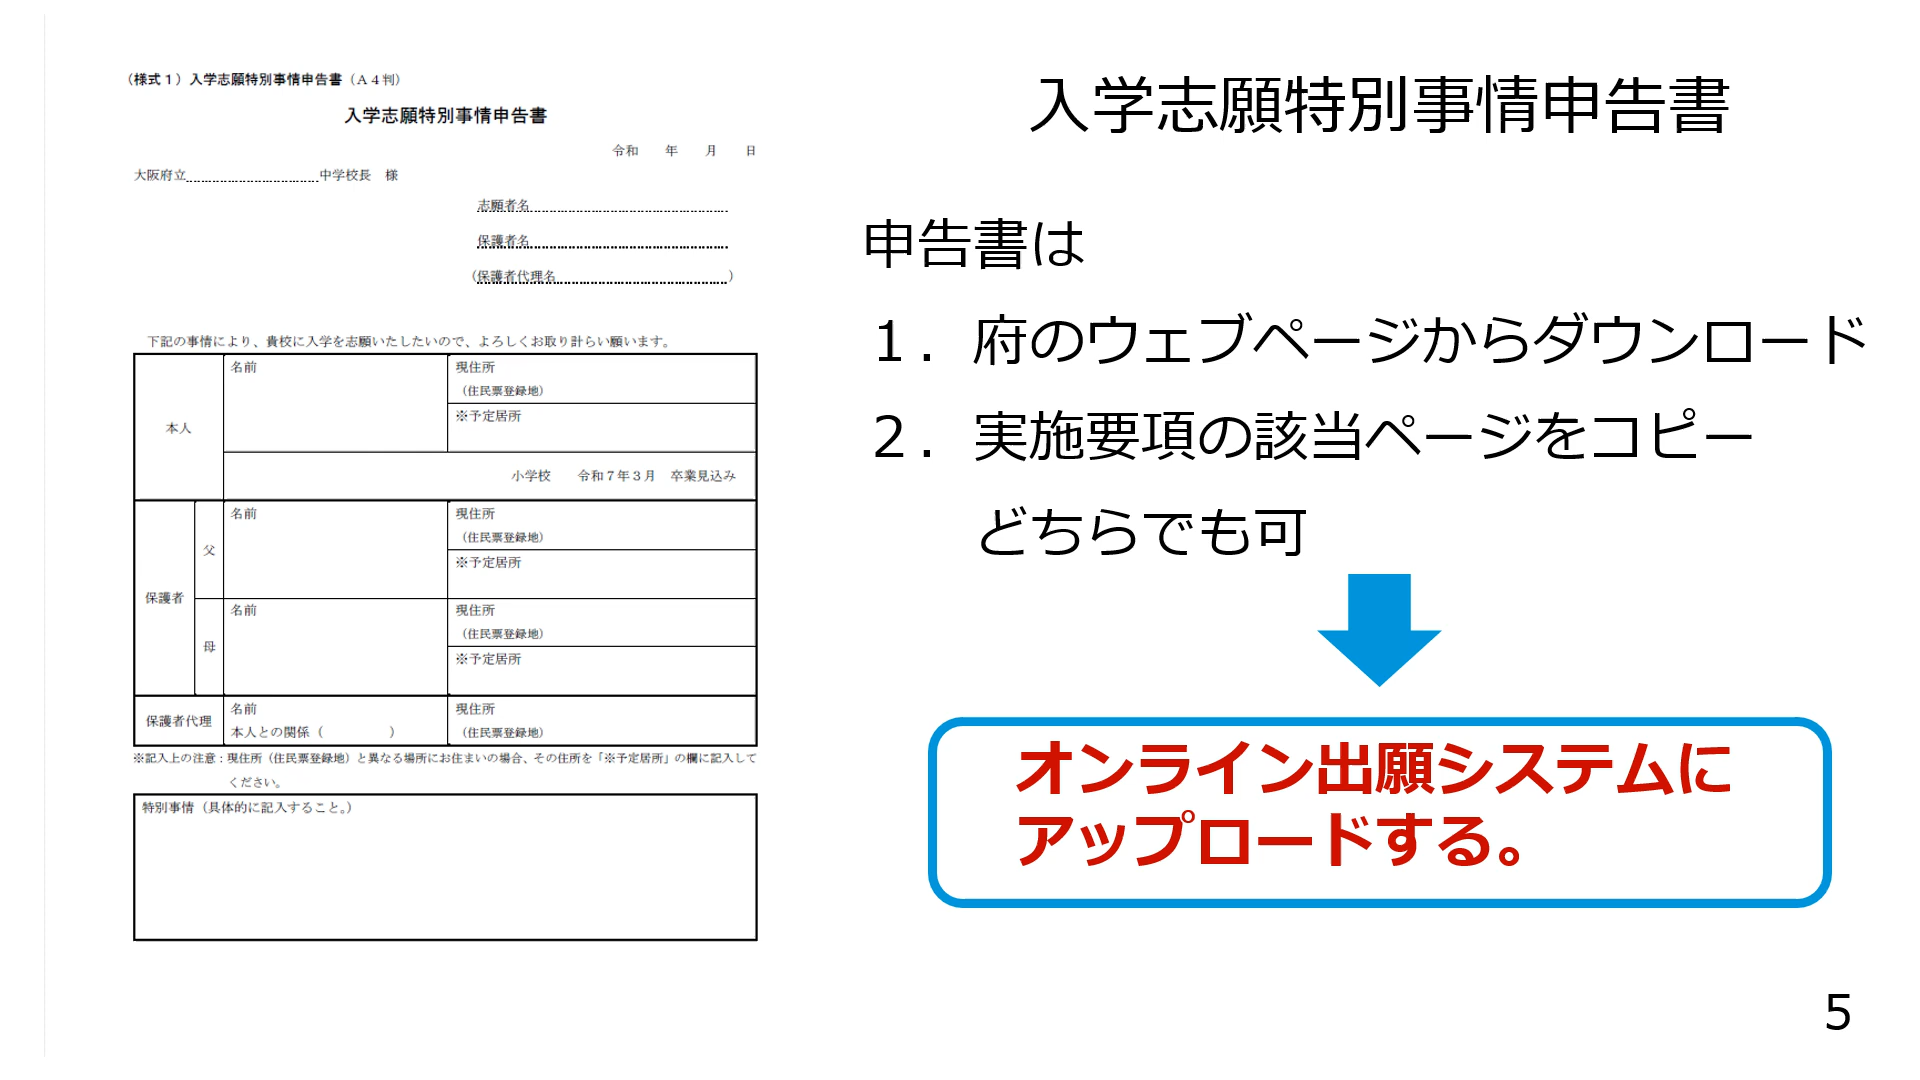 （様式１）入学志願特別事情申告書（Ａ４判）
入学志願特別事情申告書
令和　　年　　月　　日
大阪府立　　　　　　　　　　中学校長　様
志願者名
保護者名
（保護者代理名　　　　　　　　　　　　　）
下記の事情により、貴校に入学を志願いたしたいので、よろしくお取り計らい願います。
本人
名前
現住所
（住民票登録地）
※予定居所
小学校　　令和７年３月　卒業見込み
保護者
父
名前
現住所
（住民票登録地）
※予定居所
母
名前
現住所
（住民票登録地）
※予定居所
保護者代理
名前
本人との関係（　　　　　）
現住所
（住民票登録地）
※記入上の注意：現住所（住民票登録地）と異なる場所にお住まいの場合、その住所を「※予定居所」の欄に記入して
ください。
特別事情（具体的に記入すること。）
入学志願特別事情申告書
申告書は
１．府のウェブページからダウンロード
２．実施要項の該当ページをコピー
どちらでも可
オンライン出願システムに
アップロードする。
5